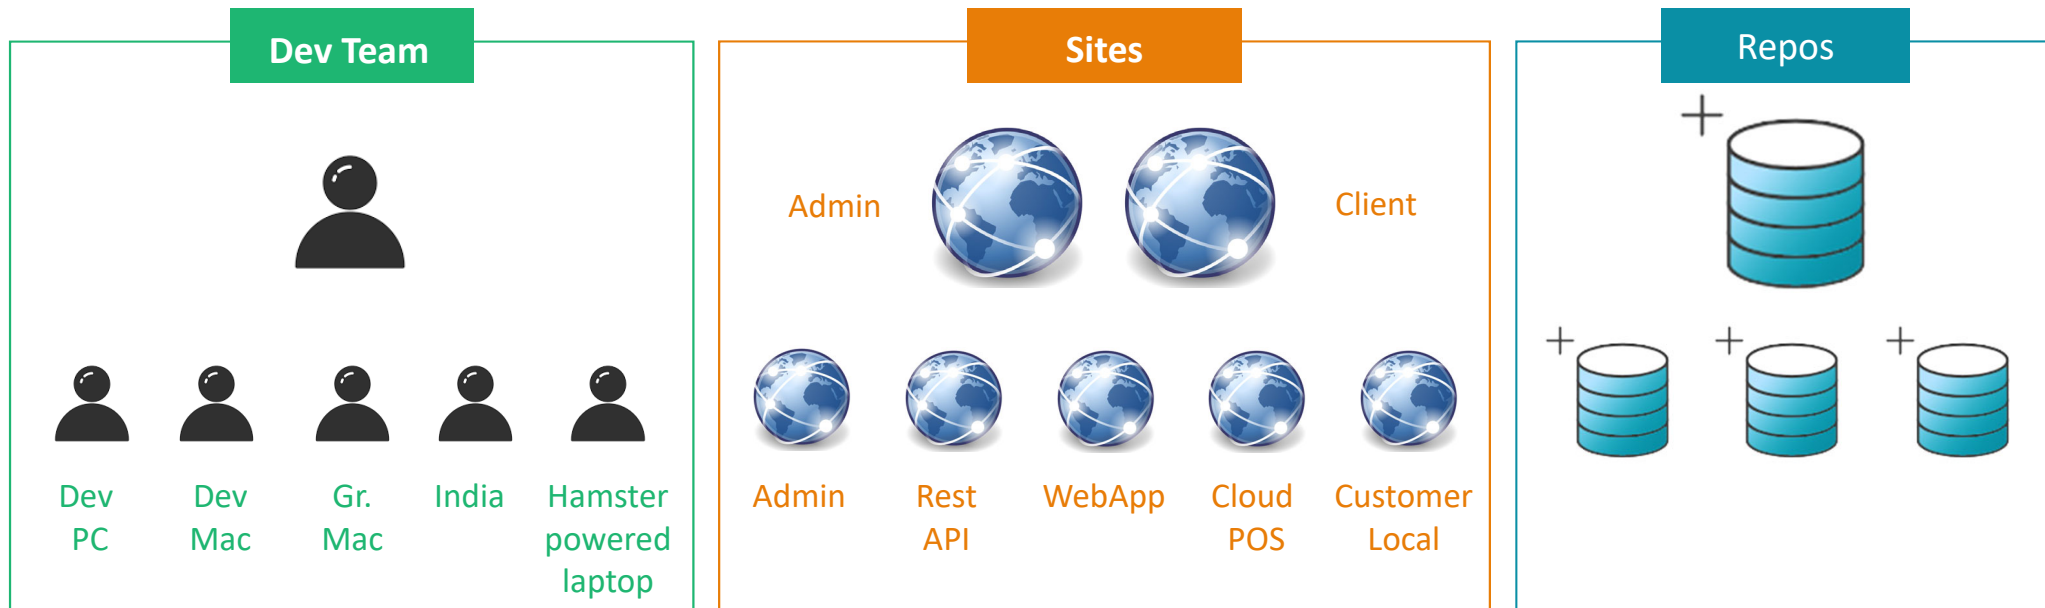 Dev Team
Sites
Repos
Admin
Client
Dev
PC
Dev
Mac
Gr.
Mac
India
Hamster
powered
laptop
Admin
Rest
API
WebApp
Cloud
POS
Customer
Local